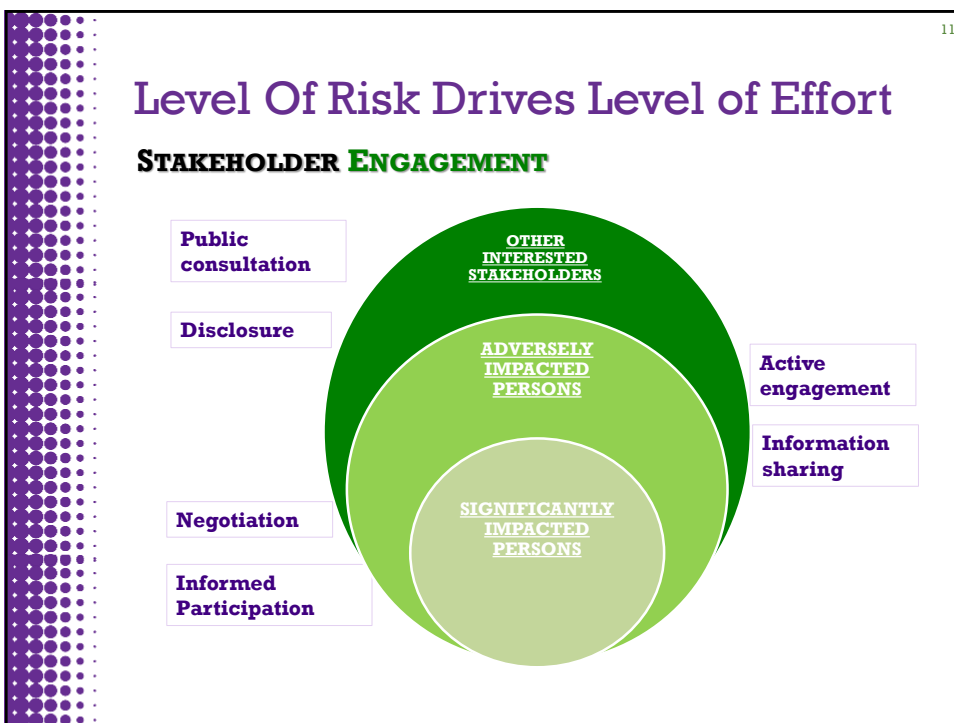 11
Level Of Risk Drives Level of Effort
STAKEHOLDER ENGAGEMENT
Public
consultation
Disclosure
OTHER
INTERESTED
STAKEHOLDERS
ADVERSELY
IMPACTED
PERSONS
Active
engagement
Information
sharing
Negotiation
Informed
Participation
SIGNIFICANTLY
IMPACTED
PERSONS